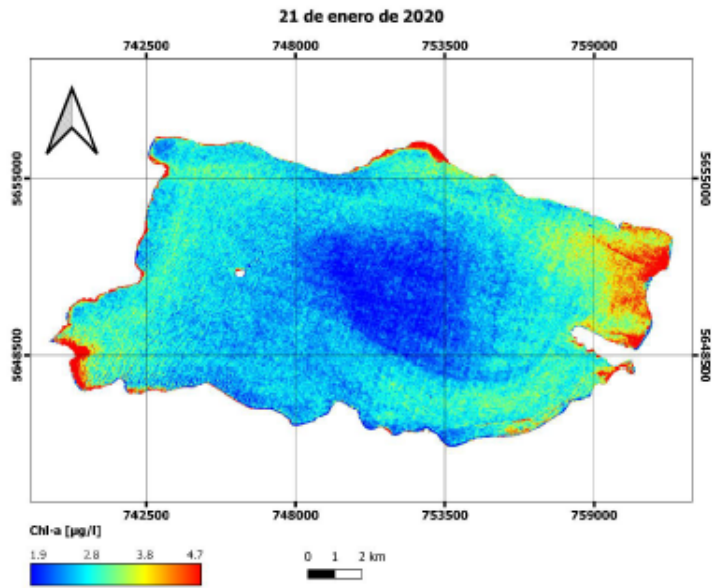 21 de enero de 2020
742500 748000 753500 759000
5655000 5655000
5648500 5648500
742500 748000 753500 759000
Chl-a [µg/l]
1.9 2.8 3.8 4.7
0 1 2 km